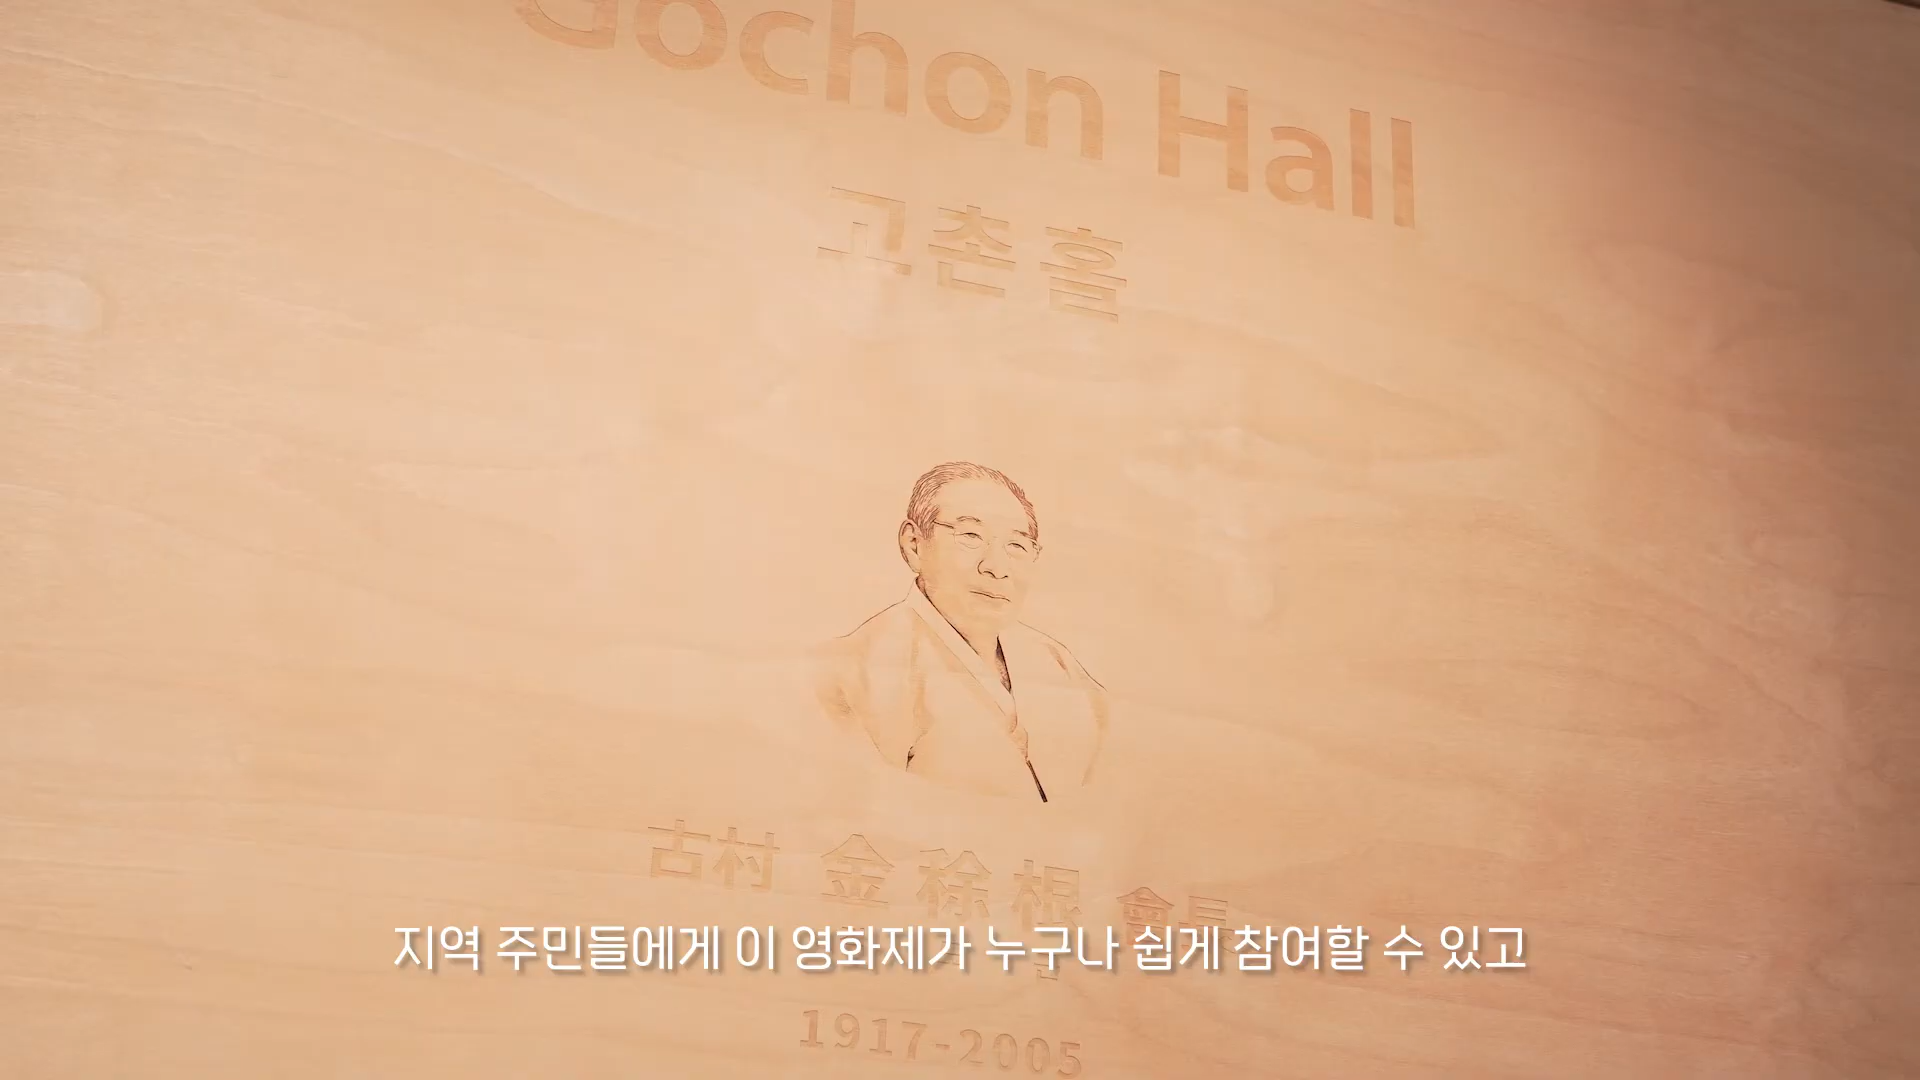 Gochon Hall
고촌홀
古村 金稌根 會長
지역 주민들에게 이 영화제가 누구나 쉽게 참여할 수 있고
1917-2005